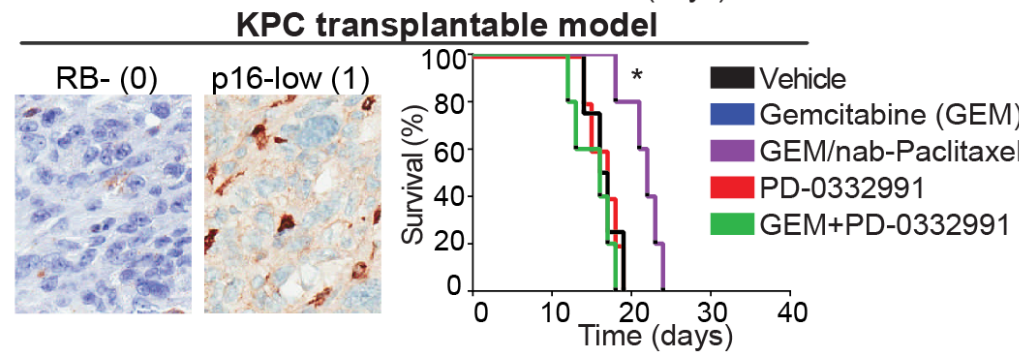 KPC transplantable model
RB- (0)
p16-low (1)
Survival (%)
100
80
60
40
20
0
*
0 10 20 30 40
Time (days)
Vehicle
Gemcitabine (GEM)
GEM/nab-Paclitaxel
PD-0332991
GEM+PD-0332991